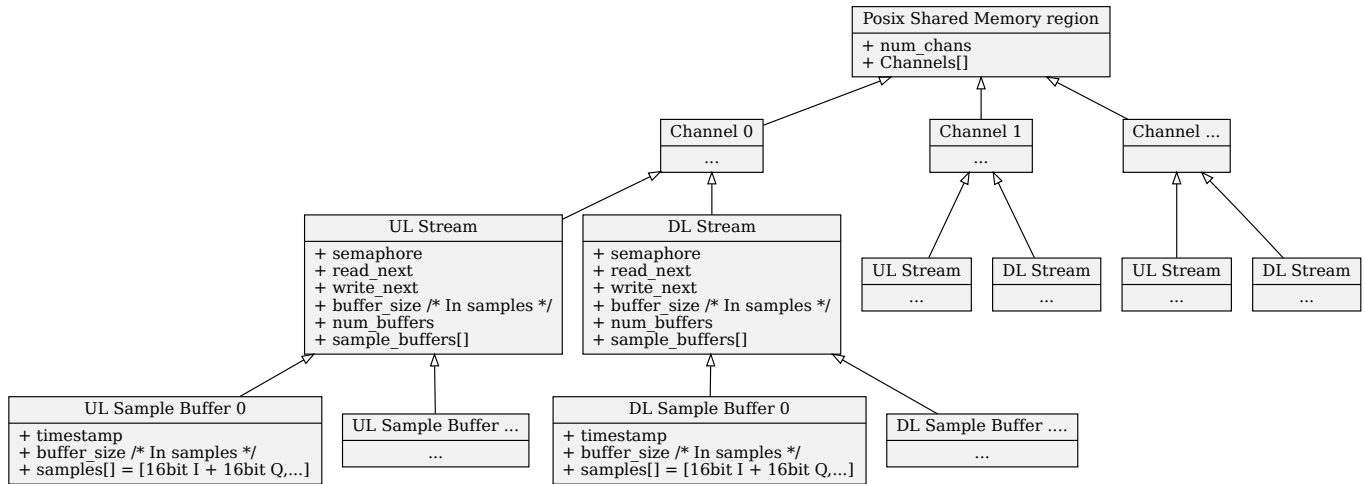 Posix Shared Memory region
+ num_chans
+ Channels[]
Channel 0
...
Channel 1
...
Channel ...
UL Stream
+ semaphore
+ read_next
+ write_next
+ buffer_size /* In samples */
+ num_buffers
+ sample_buffers[]
DL Stream
+ semaphore
+ read_next
+ write_next
+ buffer_size /* In samples */
+ num_buffers
+ sample_buffers[]
UL Stream
...
DL Stream
...
UL Stream
...
DL Stream
...
UL Sample Buffer 0
+ timestamp
+ buffer_size /* In samples */
+ samples[] = [16bit I + 16bit Q,...]
UL Sample Buffer ...
...
DL Sample Buffer 0
+ timestamp
+ buffer_size /* In samples */
+ samples[] = [16bit I + 16bit Q,...]
DL Sample Buffer ....
...